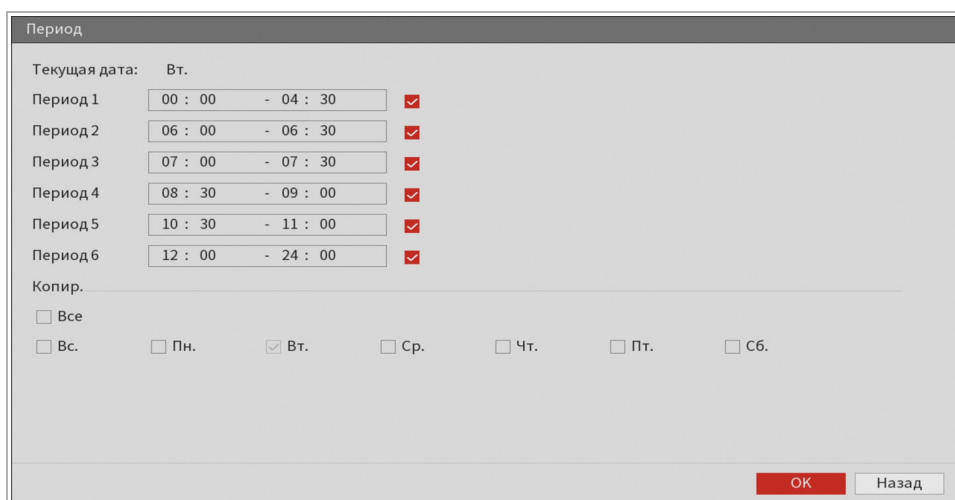 Период
Текущая дата: Вт.
Период 1 00 : 00 - 04 : 30
Период 2 06 : 00 - 06 : 30
Период 3 07 : 00 - 07 : 30
Период 4 08 : 30 - 09 : 00
Период 5 10 : 30 - 11 : 00
Период 6 12 : 00 - 24 : 00
Копир.
Все
Вс. Пн. Вт. Ср. Чт. Пт. Сб.
OK Назад